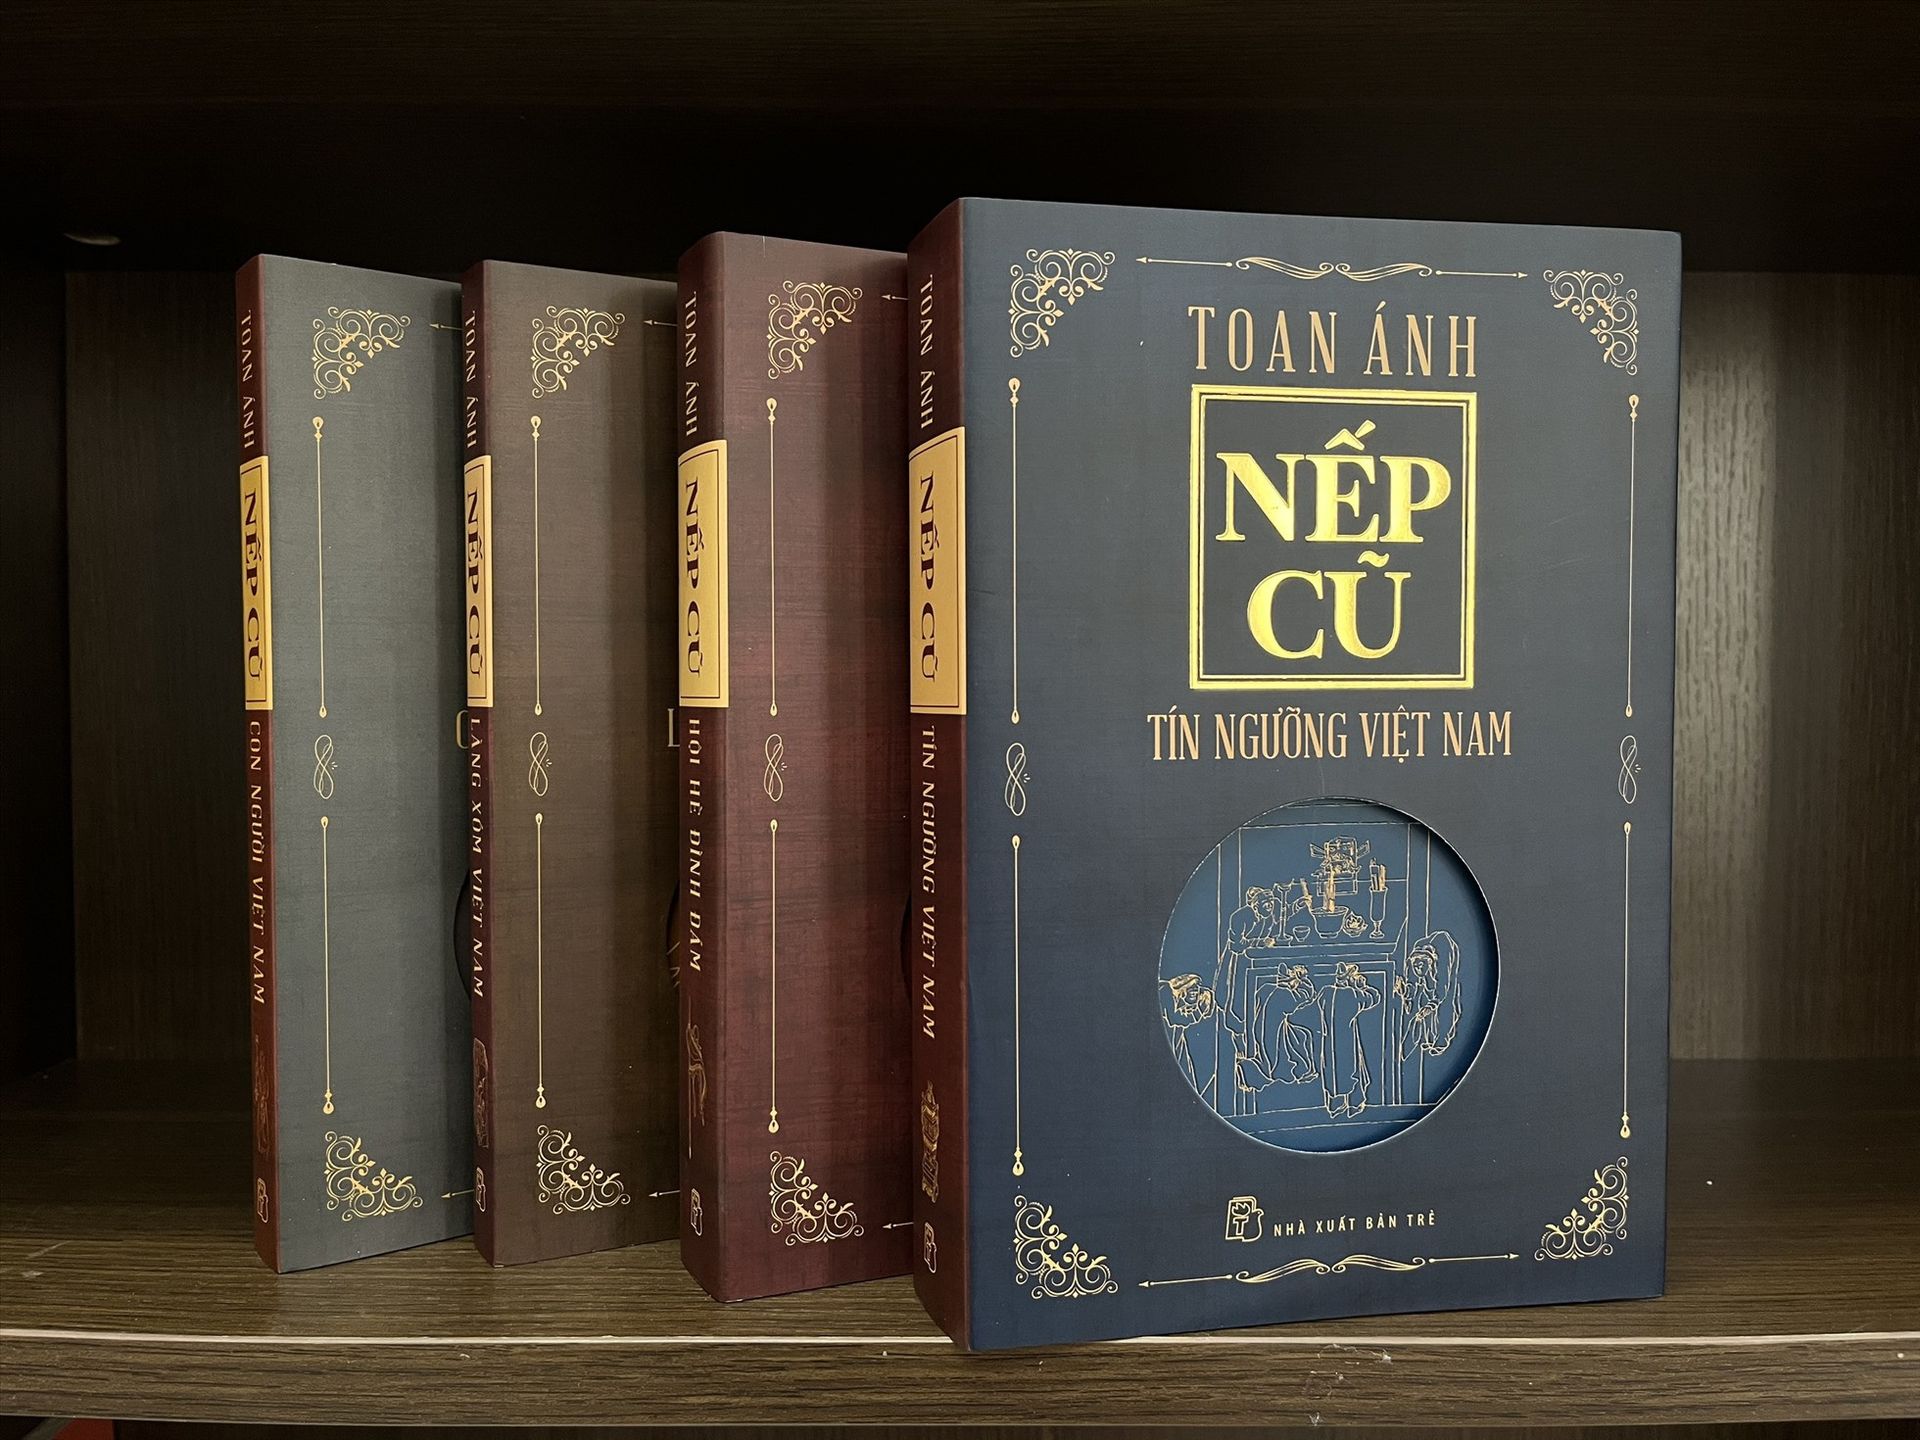 TOAN ÁNH
NẾP CŨ
CON NGƯỜI VIỆT NAM
TOAN ÁNH
NẾP CŨ
LÀNG XÓM VIỆT NAM
TOAN ÁNH
NẾP CŨ
HỘI HÈ ĐÌNH ĐÁM
TOAN ÁNH
NẾP CŨ
TÍN NGƯỠNG VIỆT NAM
TOAN ÁNH
NẾP
CŨ
TÍN NGƯỠNG VIỆT NAM
NHÀ XUẤT BẢN TRẺ